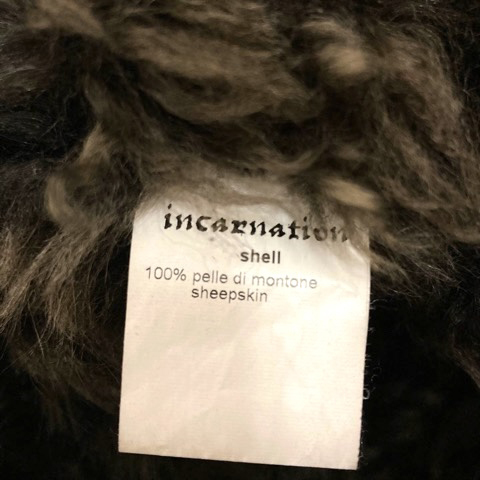 incarnation
shell
100% pelle di montone
sheepskin